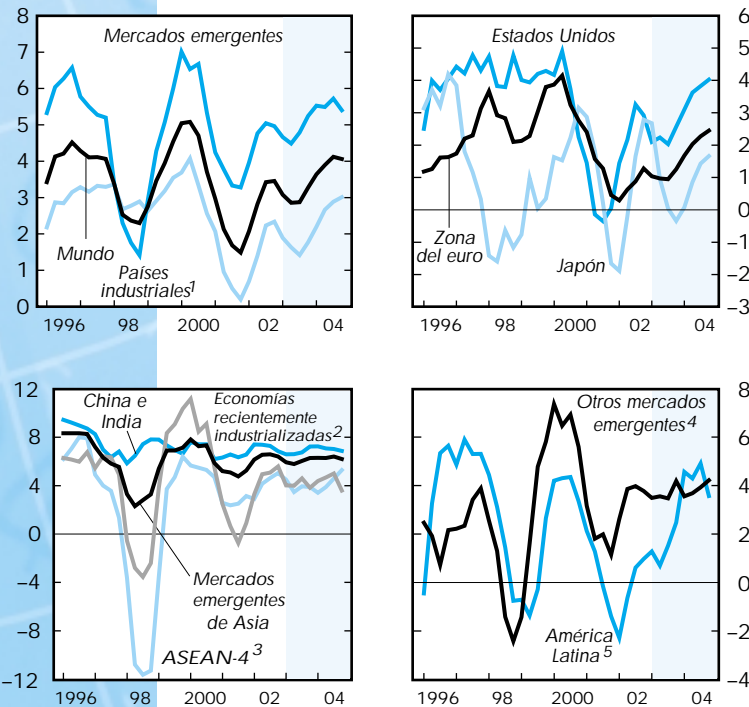 8
7
6
5
4
3
2
1
0
Mercados emergentes
Mundo
Países
industriales1
1996 98 2000 02 04
6
5
4
3
2
1
0
–1
–2
–3
Estados Unidos
Zona
del euro
Japón
1996 98 2000 02 04
12
8
4
0
–4
–8
–12
China e
India
Economías
recientemente
industrializadas2
Mercados
emergentes
de Asia
ASEAN-4 3
1996 98 2000 02 04
8
6
4
2
0
–2
–4
Otros mercados
emergentes4
América
Latina5
1996 98 2000 02 04